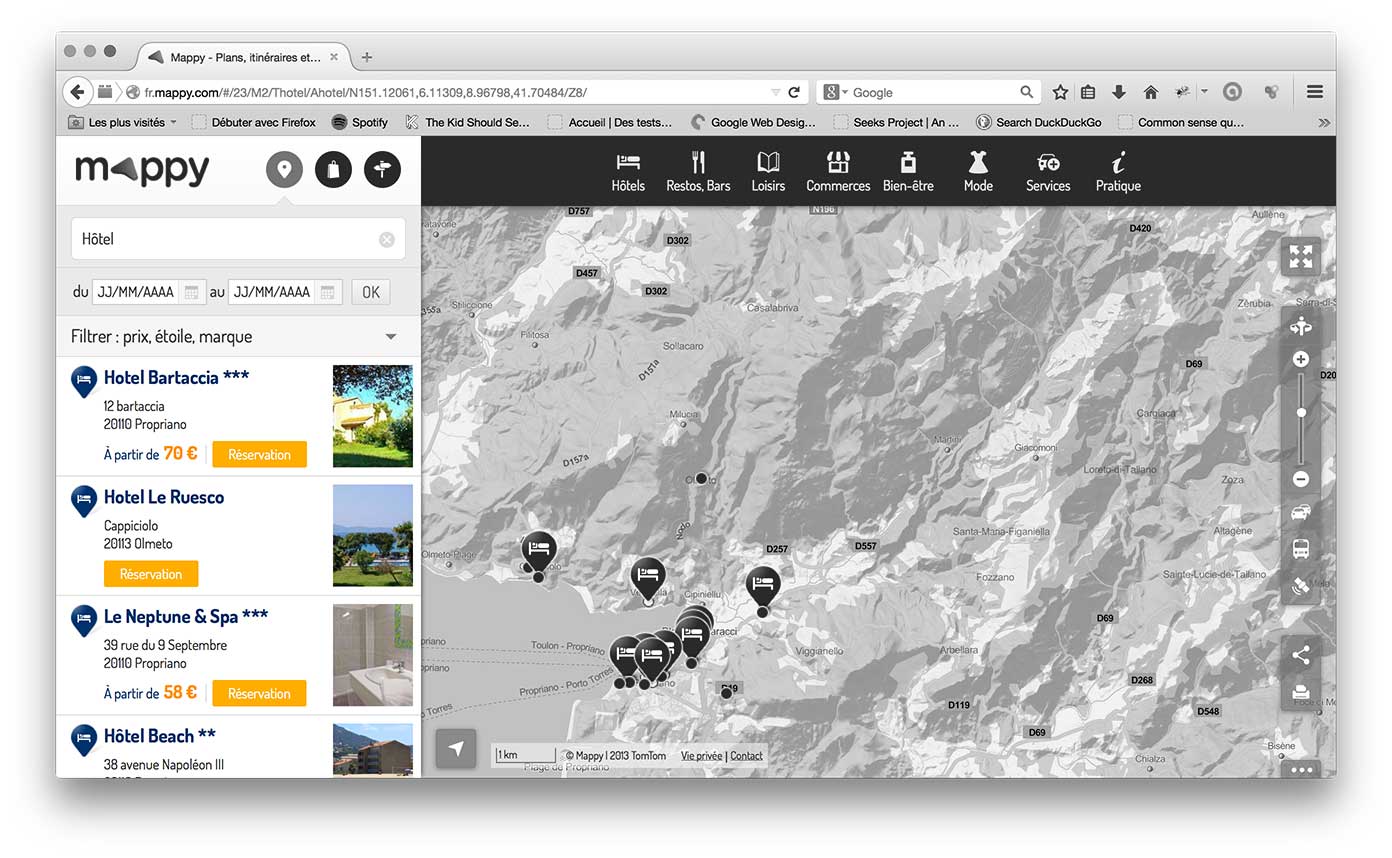 Mappy - Plans, itinéraires et...
fr.mappy.com/#/23/M2/Thotel/Ahotel/N151.12061,6.11309,8.96798,41.70484/Z8/
Google
Les plus visités
Débuter avec Firefox
Spotify
The Kid Should Se...
Accueil | Des tests...
Google Web Desig...
Seeks Project | An ...
Search DuckDuckGo
Common sense qu...
mappy
Hôtels
Restos, Bars
Loisirs
Commerces
Bien-être
Mode
Services
Pratique
Hôtel
du JJ/MM/AAAA au JJ/MM/AAAA OK
Filtrer : prix, étoile, marque
Hotel Bartaccia ***
12 bartaccia
20110 Propriano
À partir de 70 € Réservation
Hotel Le Ruesco
Cappiciolo
20113 Olmeto
Réservation
Le Neptune & Spa ***
39 rue du 9 Septembre
20110 Propriano
À partir de 58 € Réservation
Hôtel Beach **
38 avenue Napoléon III
D757
N196
Aullène
D420
D302
D457
D302
Stiliccione
Casalabriva
Zérubia
Filitosa
Sollacaro
D151a
D69
Milucia
Cargiaca
Martini
Giacomoni
D157a
Loreto-di-Tallano
Zoza
Santa-Maria-Figaniella
Altagène
Olmeto-Plage
D257
D557
Fozzano
Sainte-Lucie-de-Tallano
Cipiniellu
D69
Toulon - Propriano
Viggianello
Arbellara
Propriano - Porto Torres
D268
D119
D548
D69
Bisène
Chialza
1 km
© Mappy | 2013 TomTom
Vie privée | Contact
Plage de Propriano